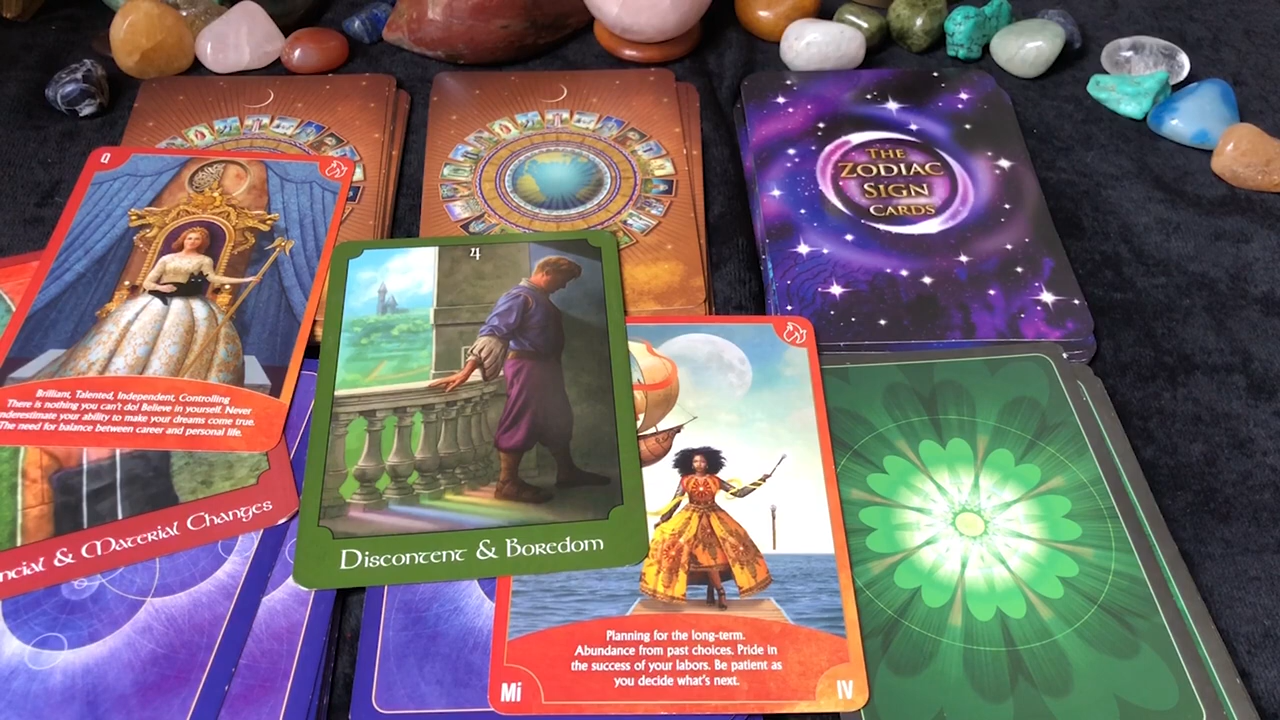 THE
ZODIAC
SIGN
CARDS
Q
Brilliant, Talented, Independent, Controlling
There is nothing you can't do! Believe in yourself. Never
underestimate your ability to make your dreams come true.
The need for balance between career and personal life.
ncial & Material Changes
4
Discontent & Boredom
Planning for the long-term.
Abundance from past choices. Pride in
the success of your labors. Be patient as
you decide what's next.
Mi
IV